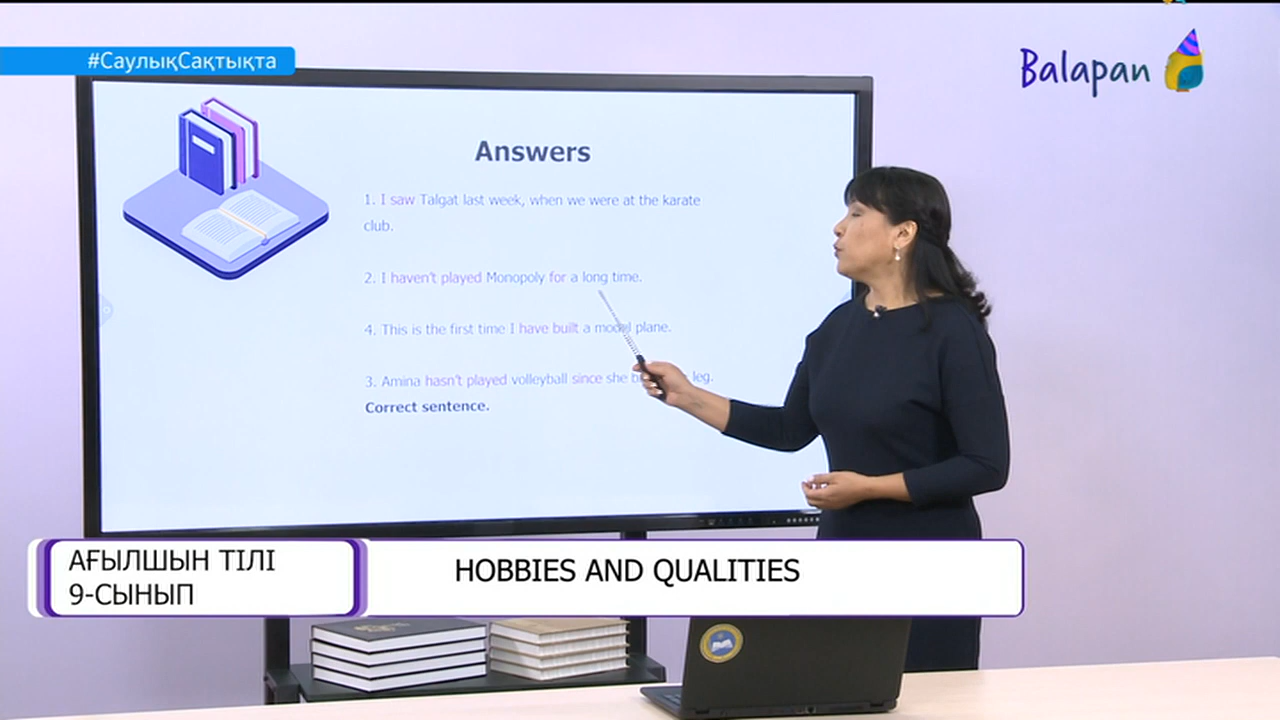 #СаулықСақтықта
Balapan
Answers
1. I saw Talgat last week, when we were at the karate
club.
2. I haven't played Monopoly for a long time.
4. This is the first time I have built a model plane.
3. Amina hasn't played volleyball since she leg.
Correct sentence.
АҒЫЛШЫН ТІЛІ
9-СЫНЫП
HOBBIES AND QUALITIES